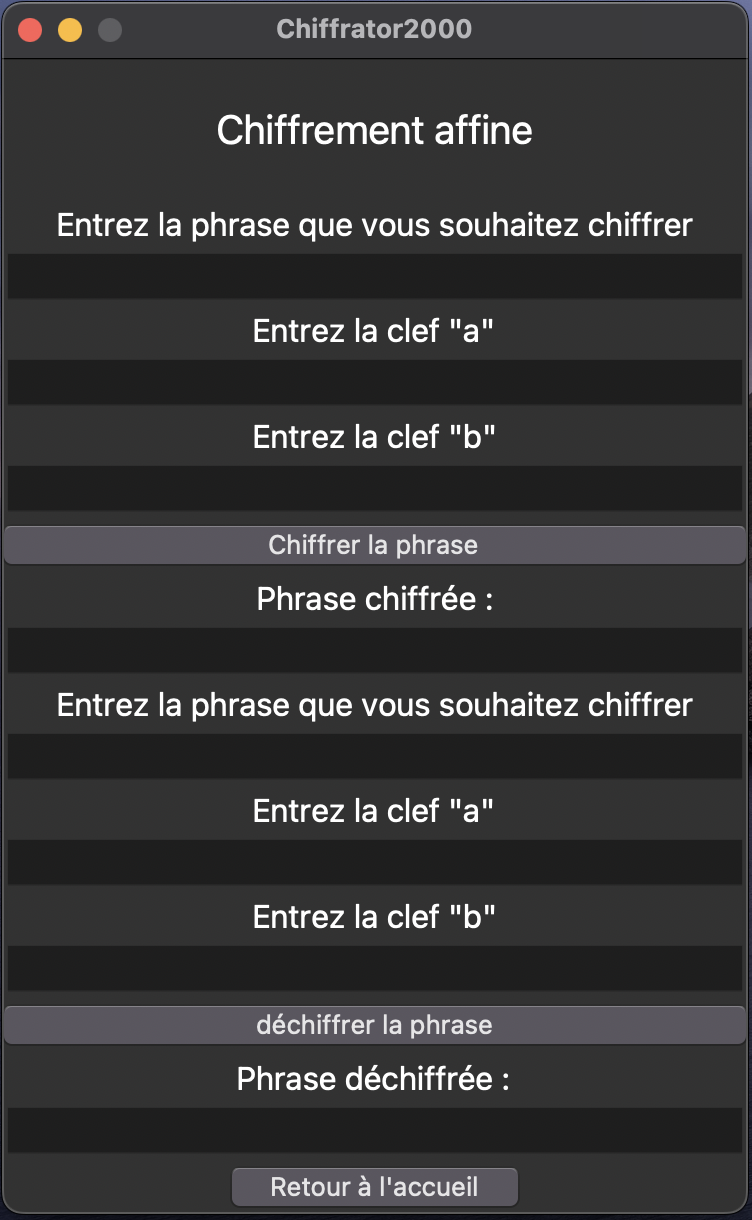 Chiffrator2000
Chiffrement affine
Entrez la phrase que vous souhaitez chiffrer
Entrez la clef "a"
Entrez la clef "b"
Chiffrer la phrase
Phrase chiffrée :
Entrez la phrase que vous souhaitez chiffrer
Entrez la clef "a"
Entrez la clef "b"
déchiffrer la phrase
Phrase déchiffrée :
Retour à l'accueil